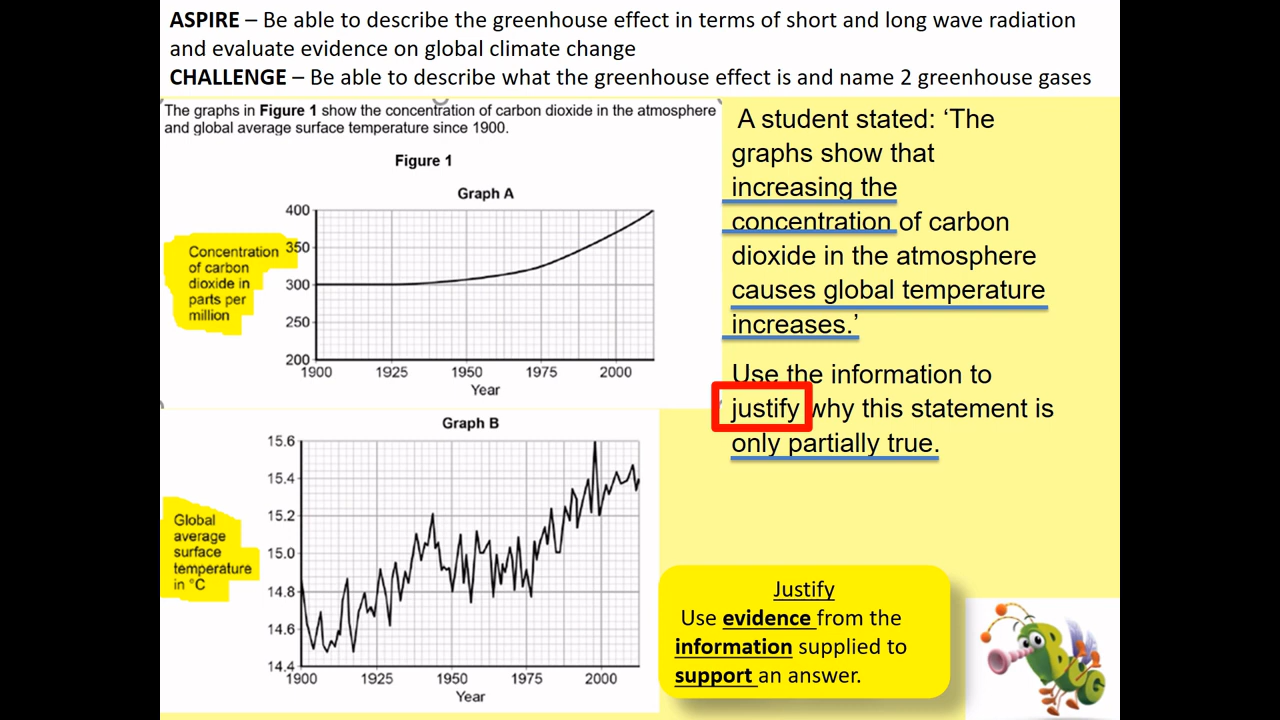 ASPIRE – Be able to describe the greenhouse effect in terms of short and long wave radiation
and evaluate evidence on global climate change
CHALLENGE – Be able to describe what the greenhouse effect is and name 2 greenhouse gases
The graphs in Figure 1 show the concentration of carbon dioxide in the atmosphere
and global average surface temperature since 1900.
Figure 1
Graph A
400
350
300
250
200
Concentration
of carbon
dioxide in
parts per
million
1900 1925 1950 1975 2000
Year
Graph B
15.6
15.4
15.2
15.0
14.8
14.6
14.4
Global
average
surface
temperature
in °C
1900 1925 1950 1975 2000
Year
A student stated: ‘The
graphs show that
increasing the
concentration of carbon
dioxide in the atmosphere
causes global temperature
increases.’
Use the information to
justify why this statement is
only partially true.
Justify
Use evidence from the
information supplied to
support an answer.
BUG